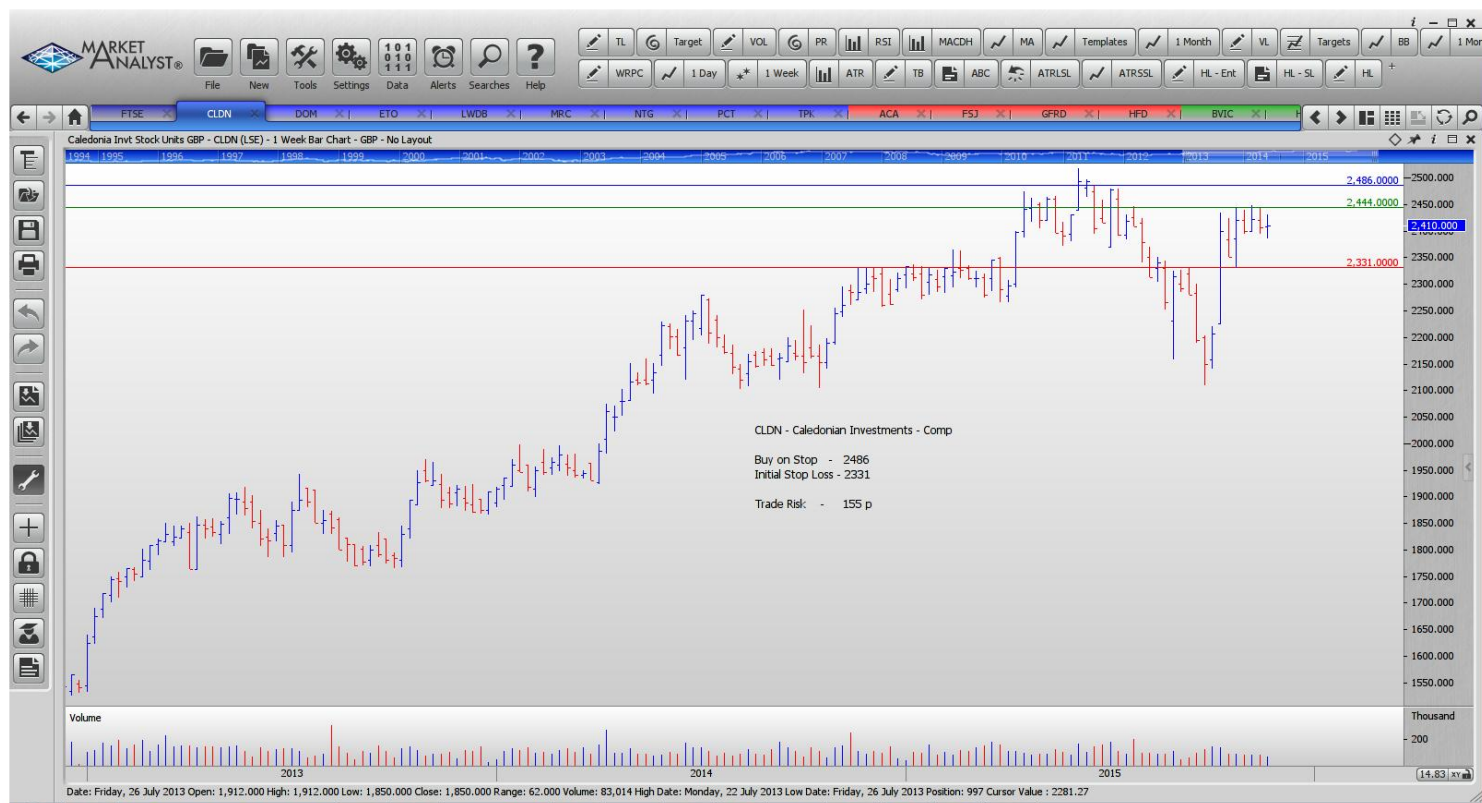 i
MARKET
ANALYST®
File New Tools Settings Data Alerts Searches Help
TL Target VOL PR RSI MACDH MA Templates 1 Month VL Targets BB 1 Mor
WRPC 1 Day 1 Week ATR TB ABC ATRLSL ATRSSL HL - Ent HL - SL HL +
FTSE CLDN DOM ETO LWDB MRC NTG PCT TPK ACA FSJ GFRD HFD BVIC
Caledonia Invt Stock Units GBP - CLDN (LSE) - 1 Week Bar Chart - GBP - No Layout
1994 1995 1996 1997 1998 1999 2000 2001 2002 2003 2004 2005 2006 2007 2008 2009 2010 2011 2012 2013 2014 2015
2500.000
2,486.0000
2450.000
2,444.0000
2,410.000
2350.000
2,331.0000
2300.000
2250.000
2200.000
2150.000
2100.000
2050.000
2000.000
1950.000
1900.000
1850.000
1800.000
1750.000
1700.000
1650.000
1600.000
1550.000
CLDN - Caledonian Investments - Comp
Buy on Stop - 2486
Initial Stop Loss - 2331
Trade Risk - 155 p
Volume
Thousand
200
2013 2014 2015
14.83 XY
Date: Friday, 26 July 2013 Open: 1,912.000 High: 1,912.000 Low: 1,850.000 Close: 1,850.000 Range: 62.000 Volume: 83,014 High Date: Monday, 22 July 2013 Low Date: Friday, 26 July 2013 Position: 997 Cursor Value : 2281.27